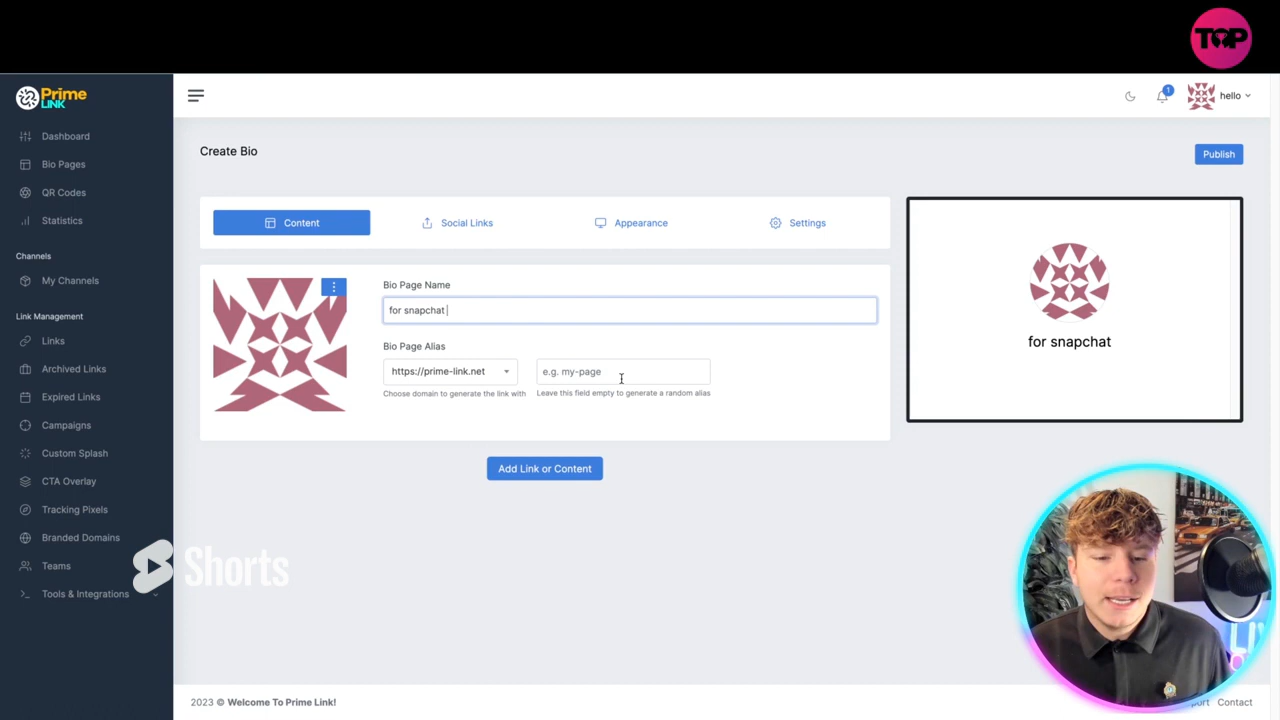 TOP
Prime
LINK
1
hello
Dashboard
Bio Pages
QR Codes
Statistics
Channels
My Channels
Link Management
Links
Archived Links
Expired Links
Campaigns
Custom Splash
CTA Overlay
Tracking Pixels
Branded Domains
Teams
Tools & Integrations
Create Bio
Publish
Content
Social Links
Appearance
Settings
Bio Page Name
for snapchat
Bio Page Alias
https://prime-link.net
e.g. my-page
Choose domain to generate the link with
Leave this field empty to generate a random alias
Add Link or Content
for snapchat
Shorts
2023 © Welcome To Prime Link!
Contact